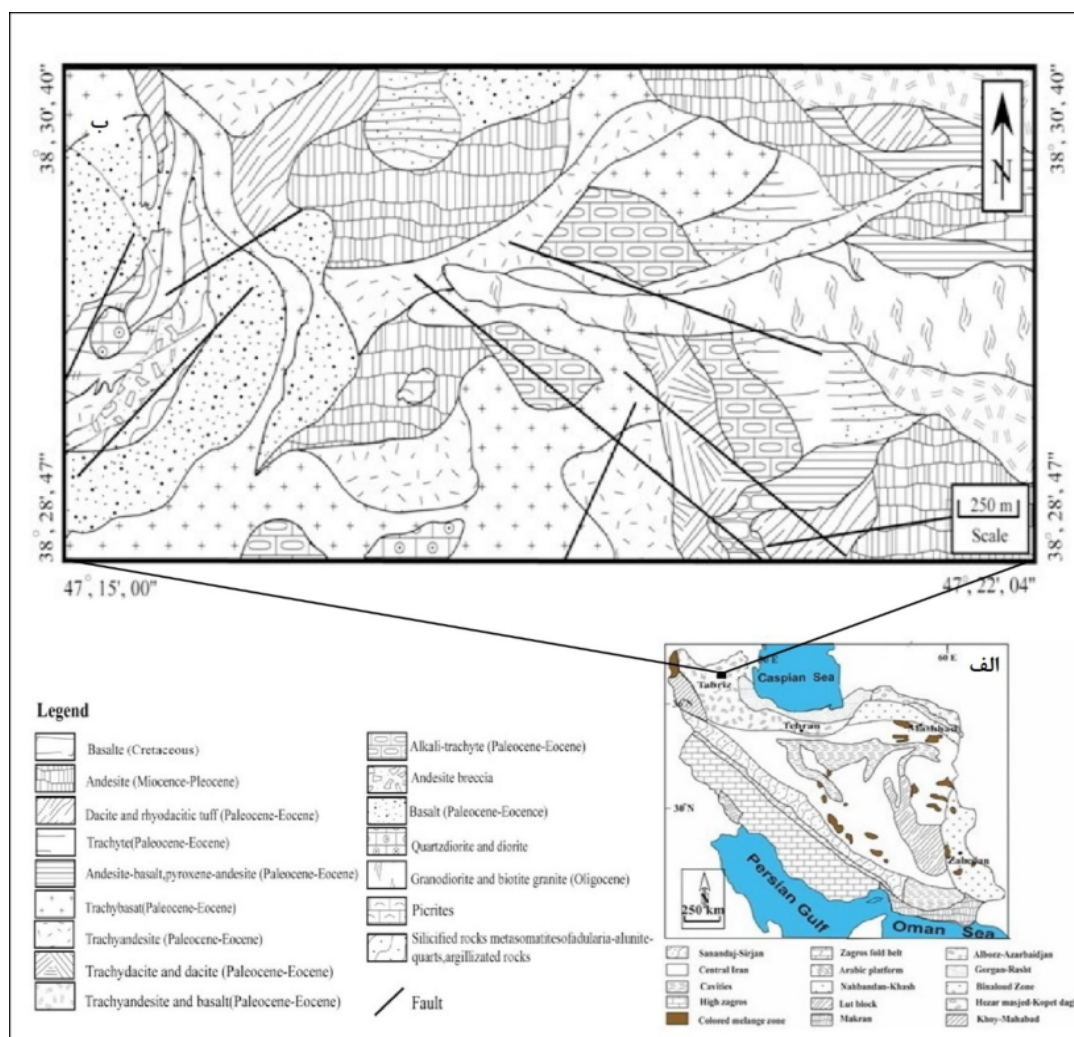 38°, 30', 40"
38°, 30', 40"
ب
N
38°, 28', 47"
38°, 28', 47"
250 m
Scale
47°, 15', 00"
47°, 22', 04"
الف
60 E
Caspian Sea
Tabriz
36°N
Tehran
Mashhad
30°N
Zahedan
Persian Gulf
N
250 km
Oman Sea
Legend
Basalte (Cretaceous)
Andesite (Miocence-Pleocene)
Dacite and rhyodacitic tuff (Paleocene-Eocene)
Trachyte(Paleocene-Eocene)
Andesite-basalt,pyroxene-andesite (Paleocene-Eocene)
Trachybasat(Paleocene-Eocene)
Trachyandesite (Paleocene-Eocene)
Trachydacite and dacite (Paleocene-Eocene)
Trachyandesite and basalt(Paleocene-Eocene)
Alkali-trachyte (Paleocene-Eocene)
Andesite breccia
Basalt (Paleocene-Eocence)
Quartzdiorite and diorite
Granodiorite and biotite granite (Oligocene)
Picrites
Silicified rocks metasomatitesofadularia-alunite-
quarts,argillizated rocks
Fault
Sanandaj-Sirjan
Central Iran
Cavities
High zagros
Colored melange zone
Zagros fold belt
Arabic platform
Nahbandan-Khash
Lut block
Makran
Alborz-Azarbaidjan
Gorgan-Rasht
Binaloud Zone
Hezar masjed-Kopet dagh
Khoy-Mahabad